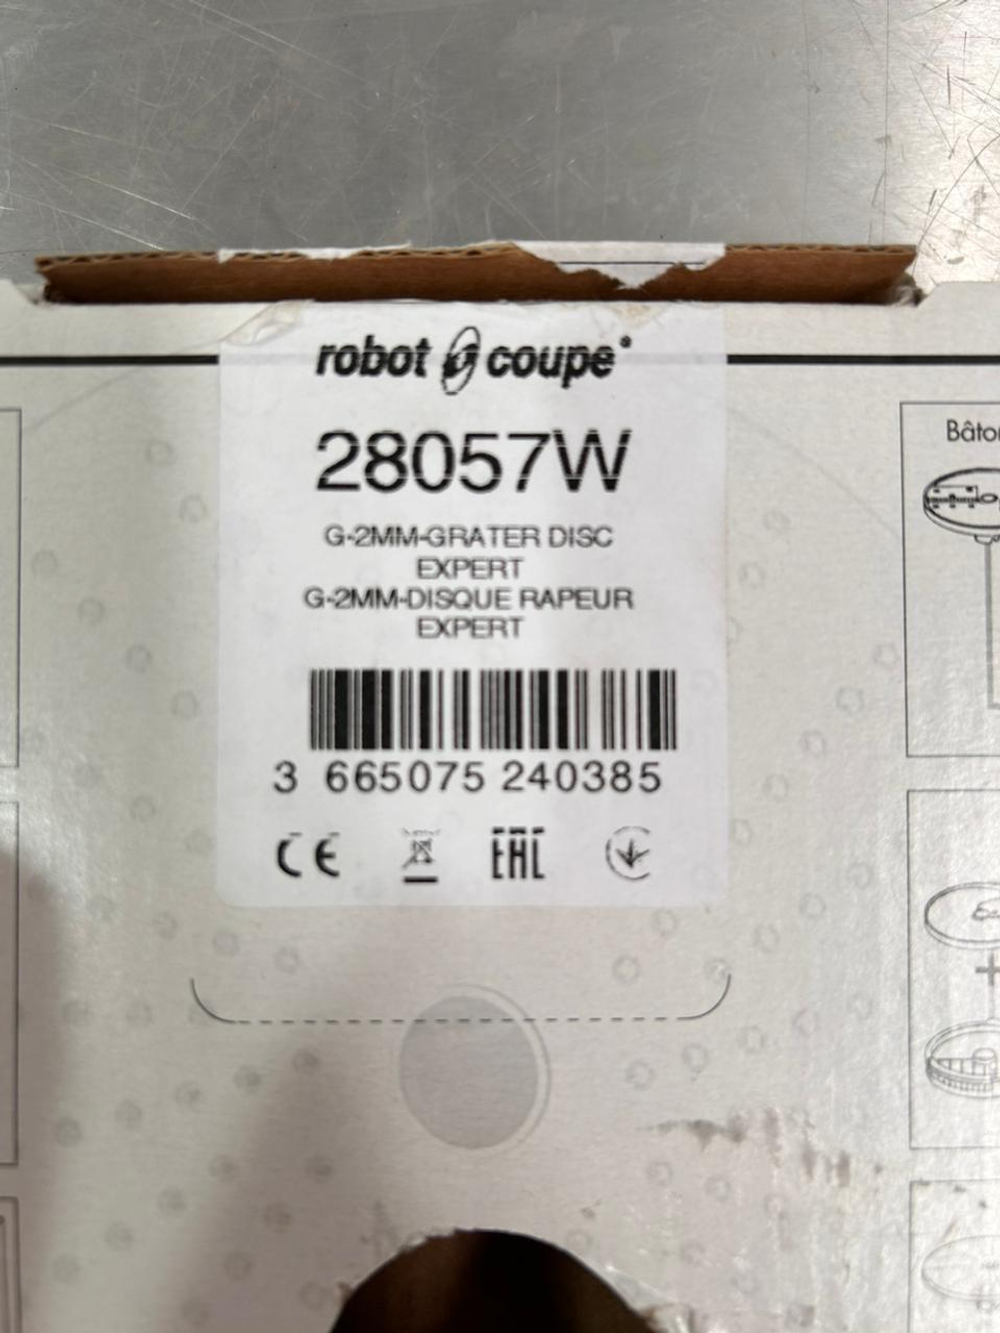 robot coupe®
28057W
G-2MM-GRATER DISC
EXPERT
G-2MM-DISQUE RAPEUR
EXPERT
3 665075 240385
CE
EAC
Bâto